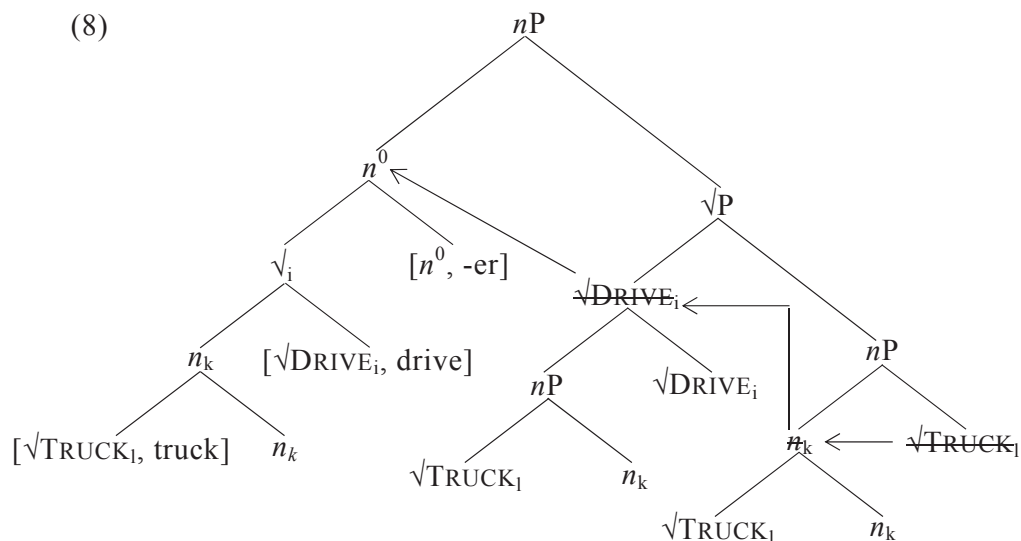 (8)
nP
n⁰
√P
√i
[n⁰, -er]
√DRIVEi
nk
[√DRIVEi, drive]
nP
√DRIVEi
nP
[√TRUCKl, truck]
nk
√TRUCKl
nk
nk
√TRUCKl
√TRUCKl
nk